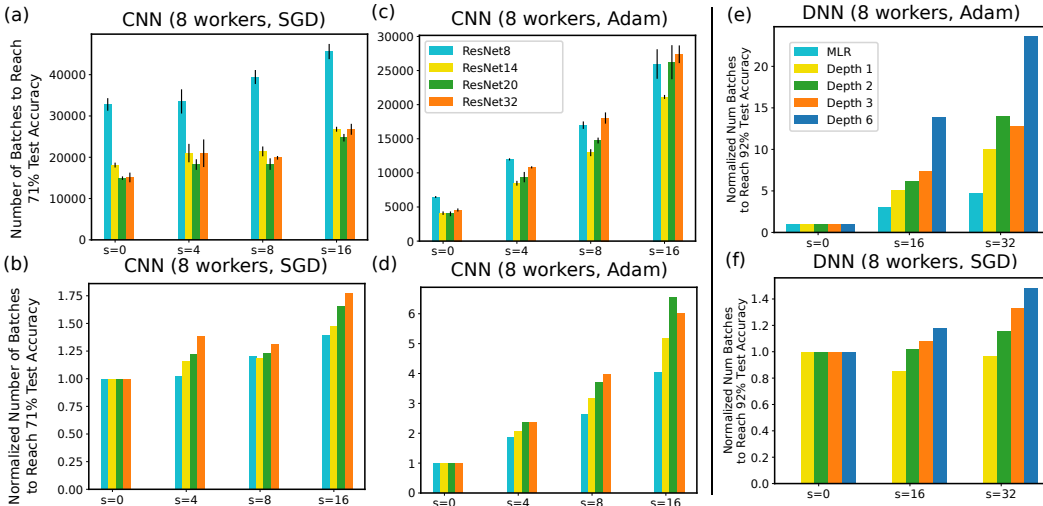 (a)
CNN (8 workers, SGD)
Number of Batches to Reach
71% Test Accuracy
40000
30000
20000
10000
0
s=0
s=4
s=8
s=16
(b)
CNN (8 workers, SGD)
Normalized Number of Batches
to Reach 71% Test Accuracy
1.75
1.50
1.25
1.00
0.75
0.50
0.25
0.00
s=0
s=4
s=8
s=16
(c)
CNN (8 workers, Adam)
30000
25000
20000
15000
10000
5000
0
ResNet8
ResNet14
ResNet20
ResNet32
s=0
s=4
s=8
s=16
(d)
CNN (8 workers, Adam)
6
5
4
3
2
1
0
s=0
s=4
s=8
s=16
(e)
DNN (8 workers, Adam)
Normalized Num Batches
to Reach 92% Test Accuracy
20
15
10
5
0
MLR
Depth 1
Depth 2
Depth 3
Depth 6
s=0
s=16
s=32
(f)
DNN (8 workers, SGD)
Normalized Num Batches
to Reach 92% Test Accuracy
1.4
1.2
1.0
0.8
0.6
0.4
0.2
0.0
s=0
s=16
s=32